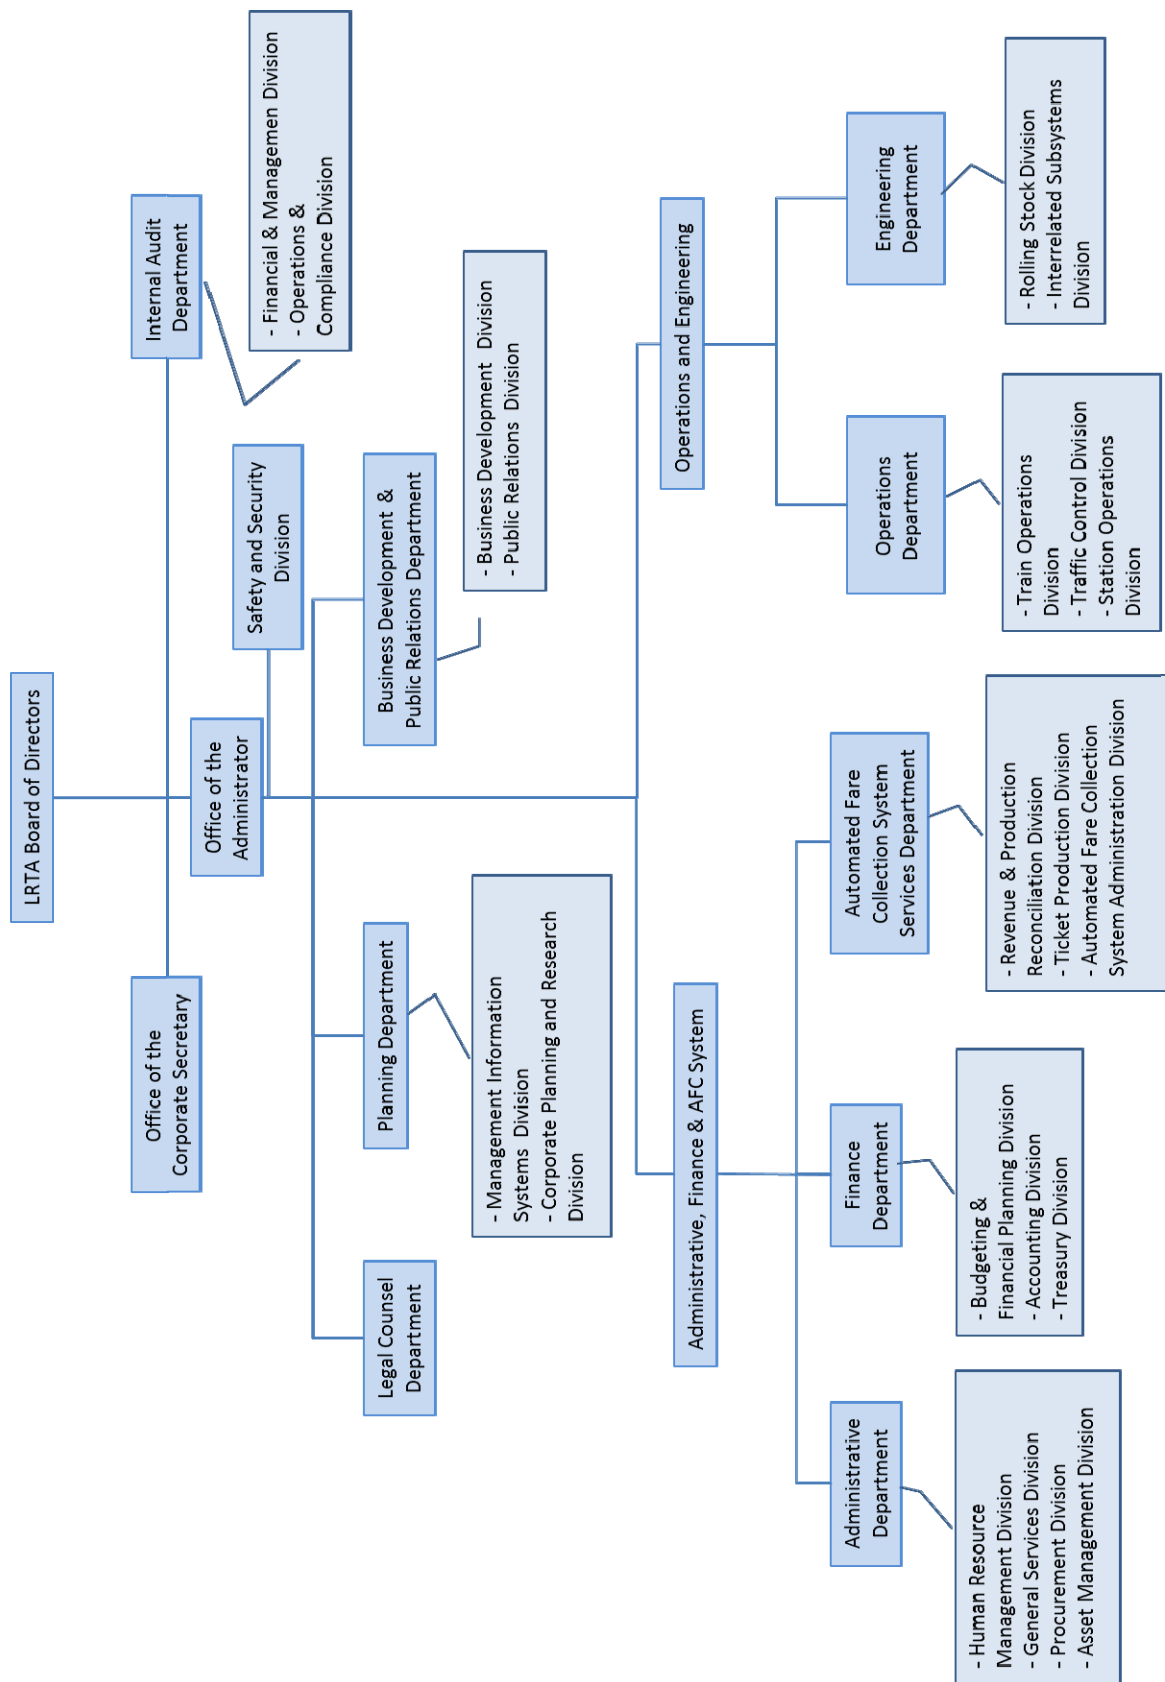 LRTA Board of Directors
Office of the
Corporate Secretary
Internal Audit
Department
- Financial & Managemen Division
- Operations &
Compliance Division
Office of the
Administrator
Safety and Security
Division
Legal Counsel
Department
Planning Department
- Management Information
Systems Division
- Corporate Planning and Research
Division
Business Development &
Public Relations Department
- Business Development Division
- Public Relations Division
Administrative, Finance & AFC System
Operations and Engineering
Administrative
Department
- Human Resource
Management Division
- General Services Division
- Procurement Division
- Asset Management Division
Finance
Department
- Budgeting &
Financial Planning Division
- Accounting Division
- Treasury Division
Automated Fare
Collection System
Services Department
- Revenue & Production
Reconciliation Division
- Ticket Production Division
- Automated Fare Collection
System Administration Division
Operations
Department
- Train Operations
Division
- Traffic Control Division
- Station Operations
Division
Engineering
Department
- Rolling Stock Division
- Interrelated Subsystems
Division